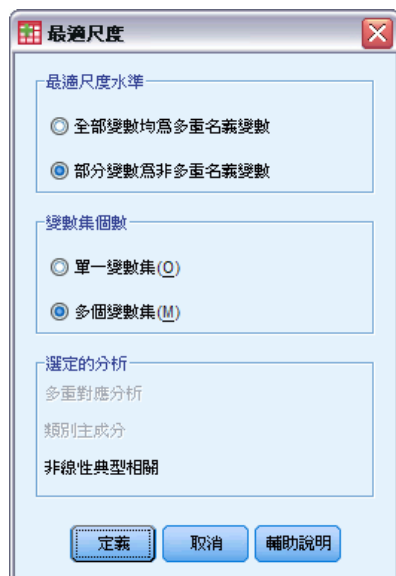 最適尺度
最適尺度水準
全部變數均為多重名義變數
部分變數為非多重名義變數
變數集個數
單一變數集(O)
多個變數集(M)
選定的分析
多重對應分析
類別主成分
非線性典型相關
定義
取消
輔助說明